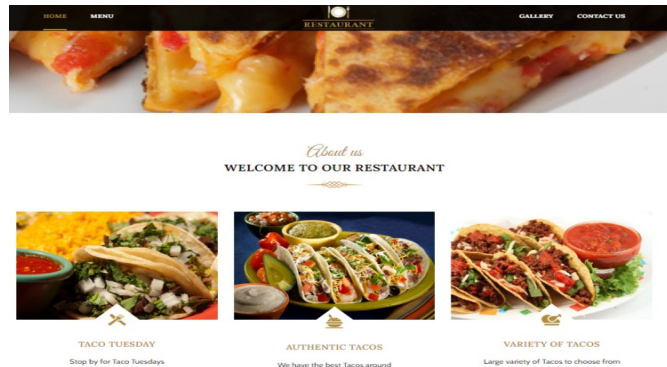 HOME MENU RESTAURANT GALLERY CONTACT US
About us
WELCOME TO OUR RESTAURANT
TACO TUESDAY
Stop by for Taco Tuesdays
AUTHENTIC TACOS
We have the best Tacos around
VARIETY OF TACOS
Large variety of Tacos to choose from